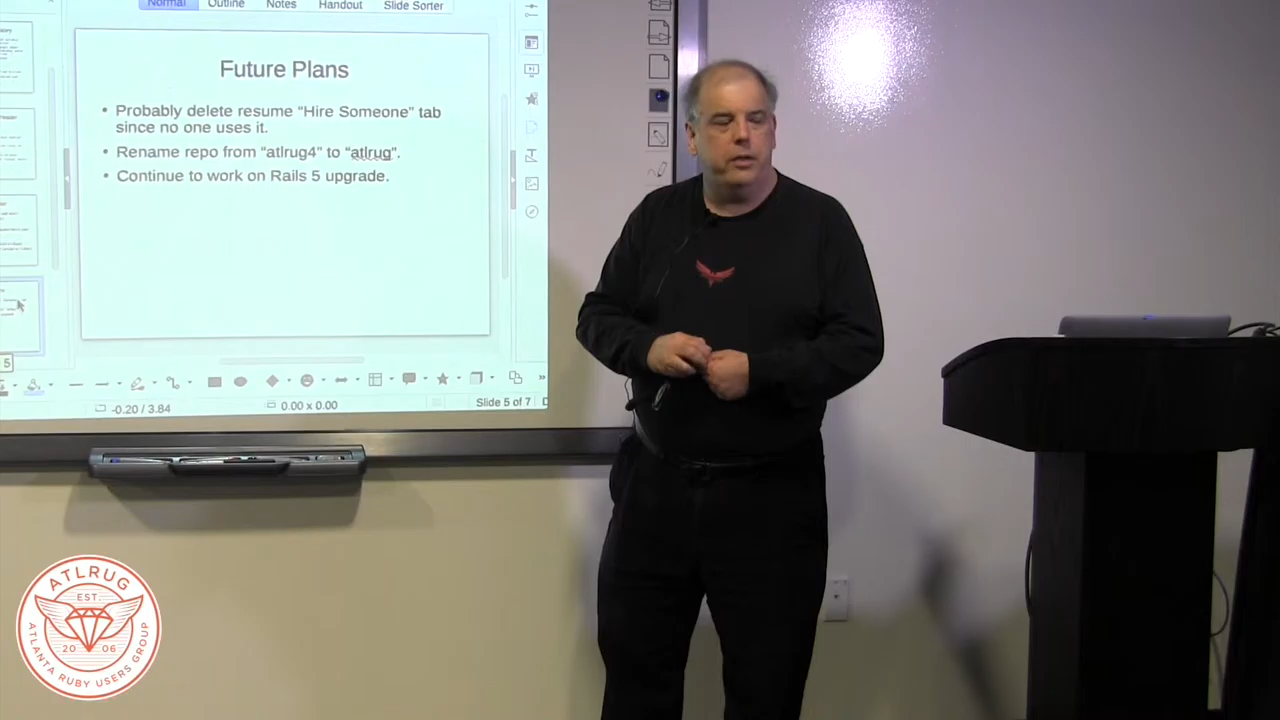 Normal
Outline
Notes
Handout
Slide Sorter
Future Plans
• Probably delete resume “Hire Someone” tab
since no one uses it.
• Rename repo from “atlrug4” to “atlrug”.
• Continue to work on Rails 5 upgrade.
5
-0.20 / 3.84
0.00 x 0.00
Slide 5 of 7
ATLRUG
EST.
20 06
ATLANTA RUBY USERS GROUP